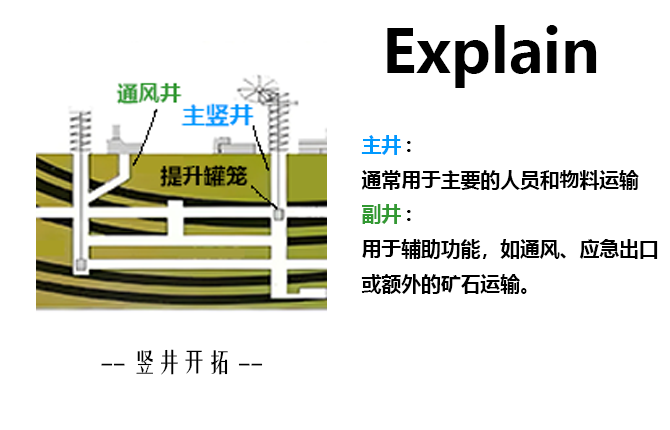 Explain
通风井
主竖井
提升罐笼
主井：
通常用于主要的人员和物料运输
副井：
用于辅助功能，如通风、应急出口
或额外的矿石运输。
-- 竖井开拓 --